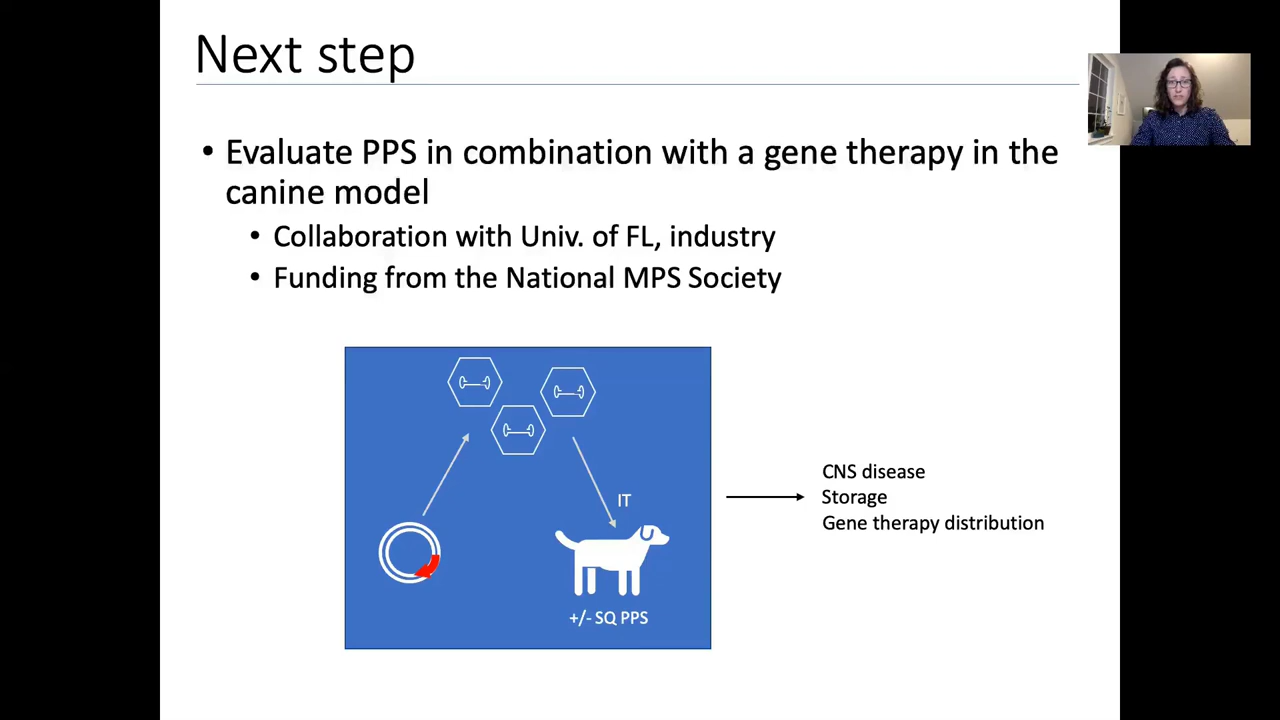 Next step
• Evaluate PPS in combination with a gene therapy in the
canine model
• Collaboration with Univ. of FL, industry
• Funding from the National MPS Society
IT
+/- SQ PPS
CNS disease
Storage
Gene therapy distribution